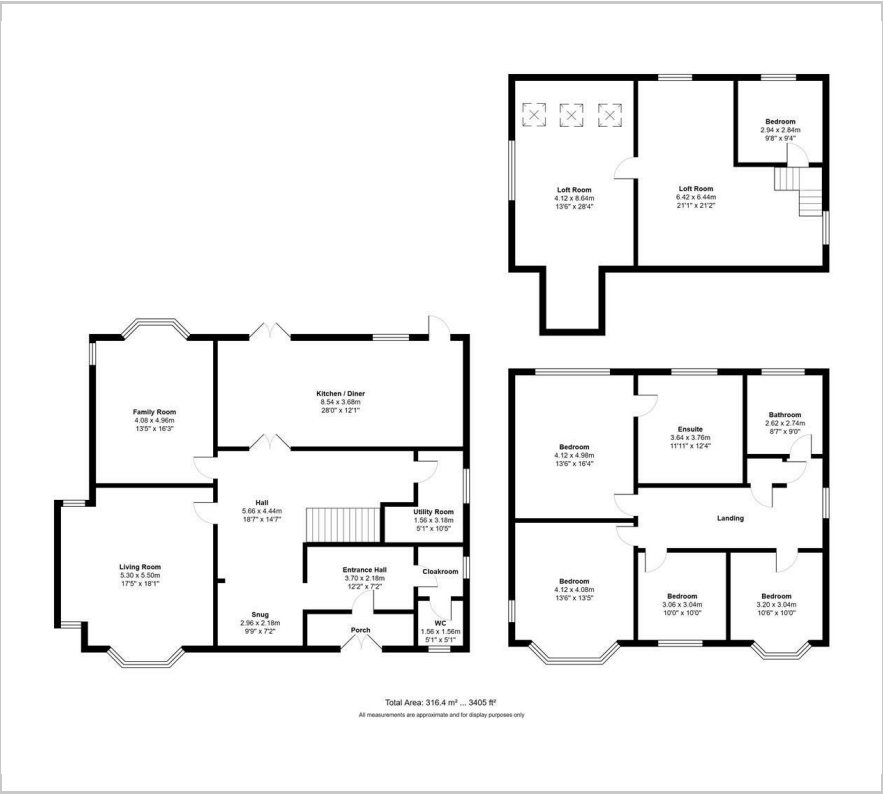 Bedroom
2.94 x 2.84m
9'8" x 9'4"
Loft Room
4.12 x 8.64m
13'6" x 28'4"
Loft Room
6.42 x 6.44m
21'1" x 21'2"
Family Room
4.08 x 4.96m
13'5" x 16'3"
Kitchen / Diner
8.54 x 3.68m
28'0" x 12'1"
Hall
5.66 x 4.44m
18'7" x 14'7"
Utility Room
1.56 x 3.18m
5'1" x 10'5"
Living Room
5.30 x 5.50m
17'5" x 18'1"
Entrance Hall
3.70 x 2.18m
12'2" x 7'2"
Cloakroom
Snug
2.96 x 2.18m
9'9" x 7'2"
Porch
WC
1.56 x 1.56m
5'1" x 5'1"
Bedroom
4.12 x 4.98m
13'6" x 16'4"
Ensuite
3.64 x 3.76m
11'11" x 12'4"
Bathroom
2.62 x 2.74m
8'7" x 9'0"
Landing
Bedroom
4.12 x 4.08m
13'6" x 13'5"
Bedroom
3.06 x 3.04m
10'0" x 10'0"
Bedroom
3.20 x 3.04m
10'6" x 10'0"
Total Area: 316.4 m² ... 3405 ft²
All measurements are approximate and for display purposes only